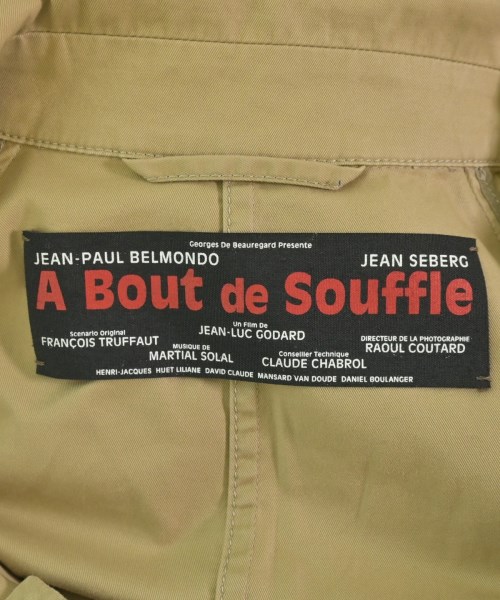 Georges De Beauregard Presente
JEAN-PAUL BELMONDO JEAN SEBERG
A Bout de Souffle
Un Film De
JEAN-LUC GODARD
Scenario Original
FRANÇOIS TRUFFAUT
MUSIQUE DE
MARTIAL SOLAL
Conseiller Technique
CLAUDE CHABROL
DIRECTEUR DE LA PHOTOGRAPHIE
RAOUL COUTARD
HENRI-JACQUES HUET LILIANE DAVID CLAUDE MANSARD VAN DOUDE DANIEL BOULANGER